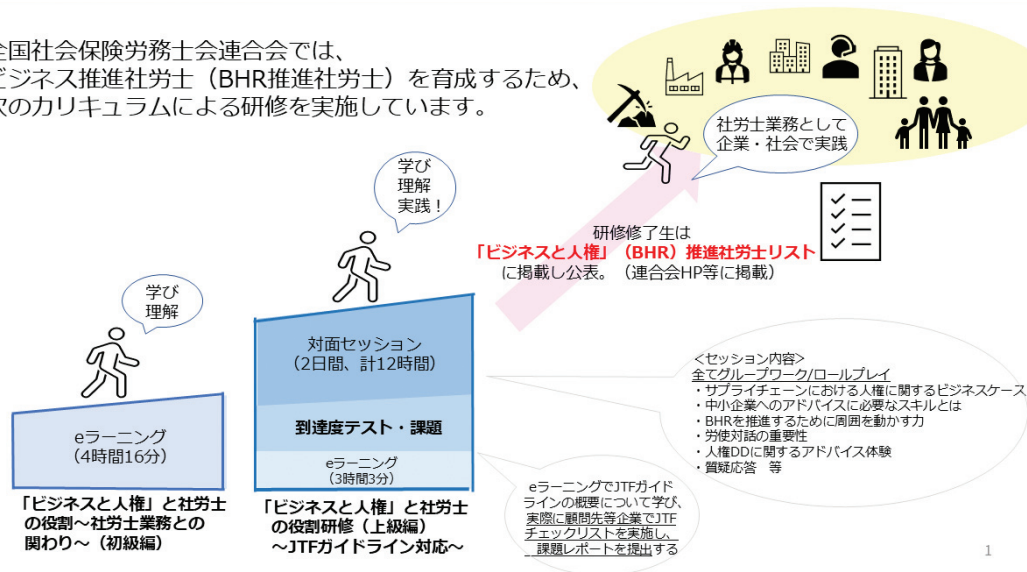 全国社会保険労務士会連合会では、
ビジネス推進社労士（BHR推進社労士）を育成するため、
次のカリキュラムによる研修を実施しています。
社労士業務として
企業・社会で実践
学び
理解
実践！
研修修了生は
「ビジネスと人権」（BHR）推進社労士リスト
に掲載し公表。（連合会HP等に掲載）
学び
理解
対面セッション
（2日間、計12時間）
到達度テスト・課題
eラーニング
（3時間3分）
eラーニング
（4時間16分）
「ビジネスと人権」と社労士
の役割～社労士業務との
関わり～（初級編）
「ビジネスと人権」と社労士
の役割研修（上級編）
～JTFガイドライン対応～
＜セッション内容＞
全てグループワーク/ロールプレイ
・サプライチェーンにおける人権に関するビジネスケース
・中小企業へのアドバイスに必要なスキルとは
・BHRを推進するために周囲を動かす力
・労使対話の重要性
・人権DDに関するアドバイス体験
・質疑応答　等
eラーニングでJTFガイド
ラインの概要について学び、
実際に顧問先等企業でJTF
チェックリストを実施し、
課題レポートを提出する
1